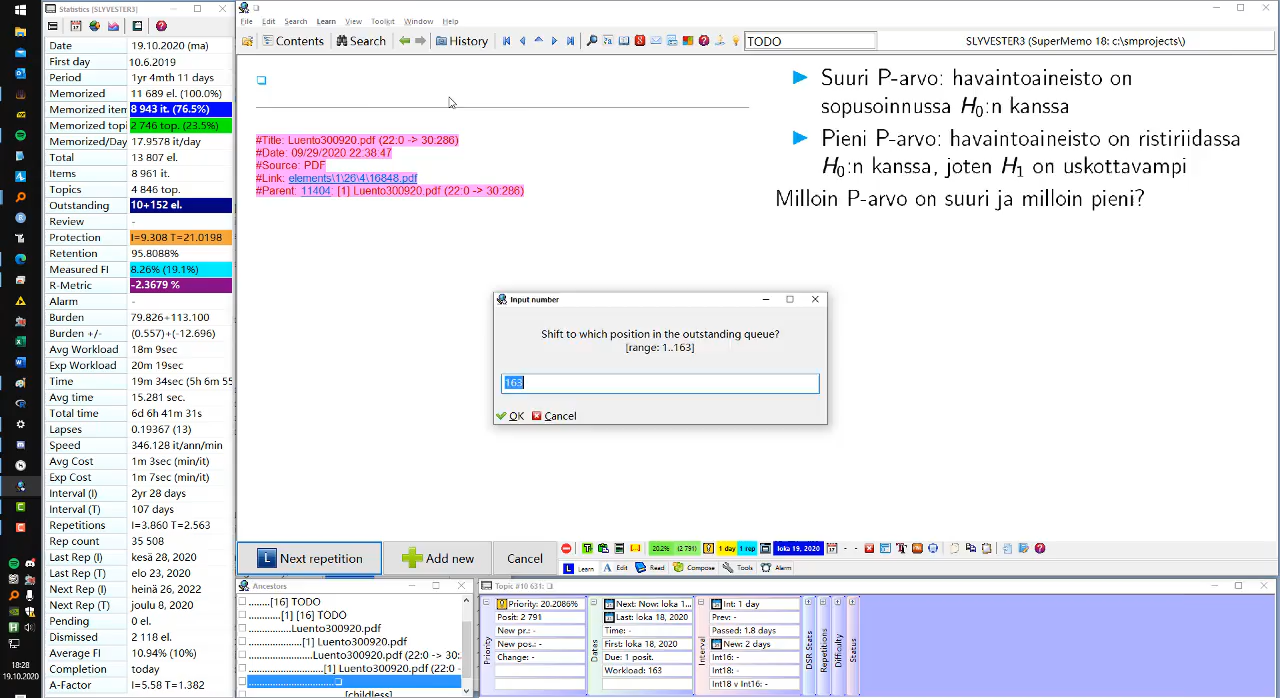 Statistics (SLYVESTER3)
Date 19.10.2020 (ma)
First day 10.6.2019
Period 1yr 4mth 11 days
Memorized 11 689 el. (100.0%)
Memorized item 8 943 it. (76.5%)
Memorized topi 2 746 top. (23.5%)
Memorized/Day 17.9578 it/day
Total 13 807 el.
Items 8 961 it.
Topics 4 846 top.
Outstanding 10+152 el.
Review -
Protection I=9.308 T=21.0198
Retention 95.8088%
Measured FI 8.26% (19.1%)
R-Metric -2.3679 %
Alarm -
Burden 79.826+113.100
Burden +/- (0.557)+(-12.696)
Avg Workload 18m 9sec
Exp Workload 20m 19sec
Time 19m 34sec (5h 6m 55
Avg time 15.281 sec.
Total time 6d 6h 41m 31s
Lapses 0.19367 (13)
Speed 346.128 it/ann/min
Avg Cost 1m 3sec (min/it)
Exp Cost 1m 7sec (min/it)
Interval (I) 2yr 28 days
Interval (T) 107 days
Repetitions I=3.860 T=2.563
Rep count 35 508
Last Rep (I) kesä 28, 2020
Last Rep (T) elo 23, 2020
Next Rep (I) heinä 26, 2022
Next Rep (T) joulu 8, 2020
Pending 0 el.
Dismissed 2 118 el.
Average FI 10.94% (10%)
Completion today
A-Factor I=5.58 T=1.382
18:28
19.10.2020
File Edit Search Learn View Toolkit Window Help
Contents Search History TODO SLYVESTER3 (SuperMemo 18: c:\smprojects\)
#Title: Luento300920.pdf (22:0 -> 30:286)
#Date: 09/29/2020 22:38:47
#Source: PDF
#Link: elements\1\26\4\16848.pdf
#Parent: 11404: [1] Luento300920.pdf (22:0 -> 30:286)
Suuri P-arvo: havaintoaineisto on
sopusoinnussa H₀:n kanssa
Pieni P-arvo: havaintoaineisto on ristiriidassa
H₀:n kanssa, joten H₁ on uskottavampi
Milloin P-arvo on suuri ja milloin pieni?
Input number
Shift to which position in the outstanding queue?
[range: 1..163]
163
OK Cancel
Next repetition Add new Cancel
202% (2 791) 1 day 1 rep loka 19, 2020 - -
Learn Edit Read Compose Tools Alarm
Ancestors
........[16] TODO
..........[1] [16] TODO
............Luento300920.pdf
................[1] Luento300920.pdf
..................Luento300920.pdf (22:0 -> 30:
....................[1] Luento300920.pdf (22:0 -
[childless]
Topic #10 631:
Priority
Priority: 20.2086%
Posit: 2 791
New pr.: -
New pos.: -
Change: -
Dates
Next: Now: loka 1...
Last: loka 18, 2020
Time: -
First: loka 18, 2020
Due: 1 posit.
Workload: 163
Interval
Int: 1 day
Prev: -
Passed: 1.8 days
New: 2 days
Int16: -
Int18: -
Int18 v Int16: -
DSR Stats
Repetitions
Difficulty
Status